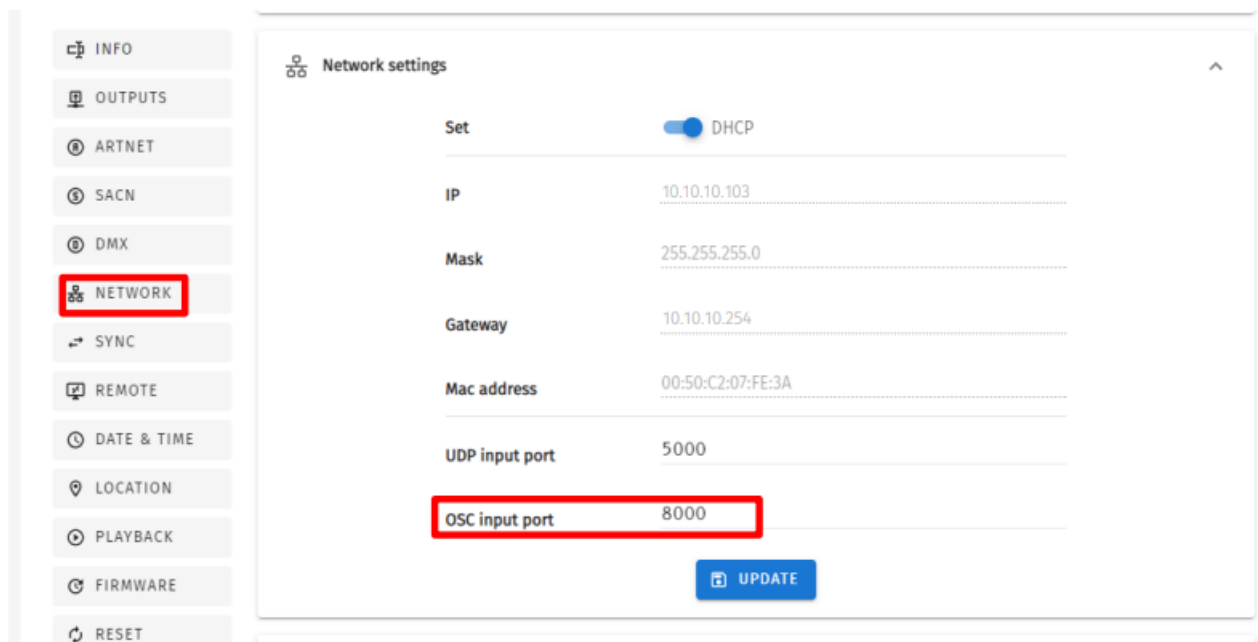 INFO
OUTPUTS
ARTNET
SACN
DMX
NETWORK
SYNC
REMOTE
DATE & TIME
LOCATION
PLAYBACK
FIRMWARE
RESET
Network settings
Set DHCP
IP 10.10.10.103
Mask 255.255.255.0
Gateway 10.10.10.254
Mac address 00:50:C2:07:FE:3A
UDP input port 5000
OSC input port 8000
UPDATE